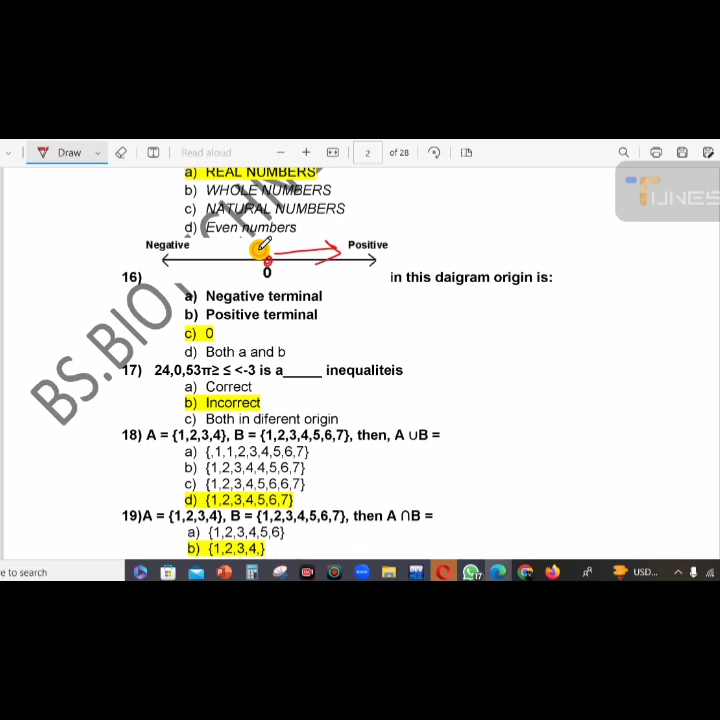 Draw
Read aloud
2
of 28
TUNES
a) REAL NUMBERS
b) WHOLE NUMBERS
c) NATURAL NUMBERS
d) Even numbers
Negative
Positive
0
16)
in this daigram origin is:
a) Negative terminal
b) Positive terminal
c) 0
d) Both a and b
17) 24,0,53π≥ ≤ <-3 is a_____ inequaliteis
a) Correct
b) Incorrect
c) Both in diferent origin
18) A = {1,2,3,4}, B = {1,2,3,4,5,6,7}, then, A ∪B =
a) {,1,1,2,3,4,5,6,7}
b) {1,2,3,4,4,5,6,7}
c) {1,2,3,4,5,6,6,7}
d) {1,2,3,4,5,6,7}
19)A = {1,2,3,4}, B = {1,2,3,4,5,6,7}, then A ∩B =
a) {1,2,3,4,5,6}
b) {1,2,3,4,}
e to search
17
USD...